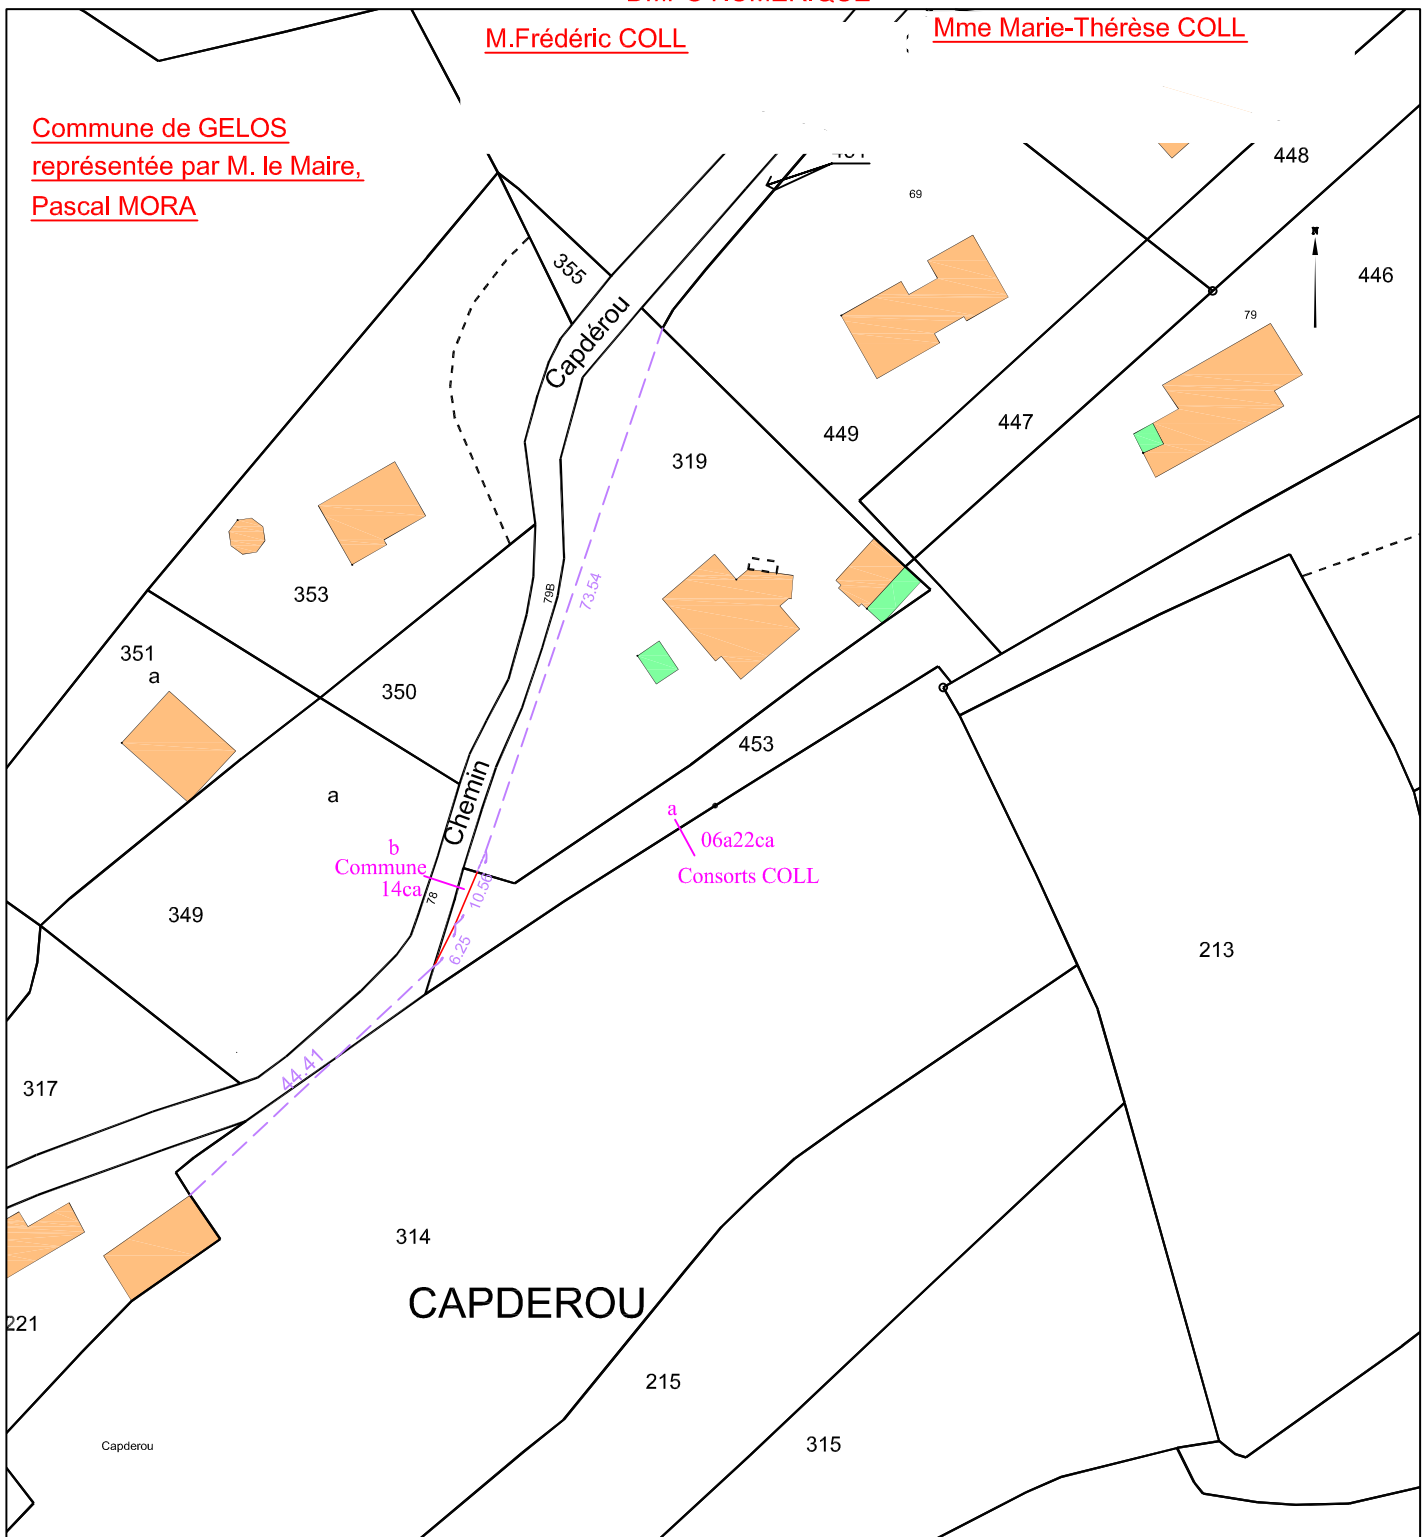 M.Frédéric COLL
Mme Marie-Thérèse COLL
Commune de GELOS
représentée par M. le Maire,
Pascal MORA
448
69
355
446
79
Capdérou
447
449
319
73.54
79B
353
351
a
350
453
a
Chemin
a
06a22ca
Consorts COLL
b
Commune
14ca
78
10.56
349
6.25
213
44.41
317
314
CAPDEROU
221
215
315
Capderou